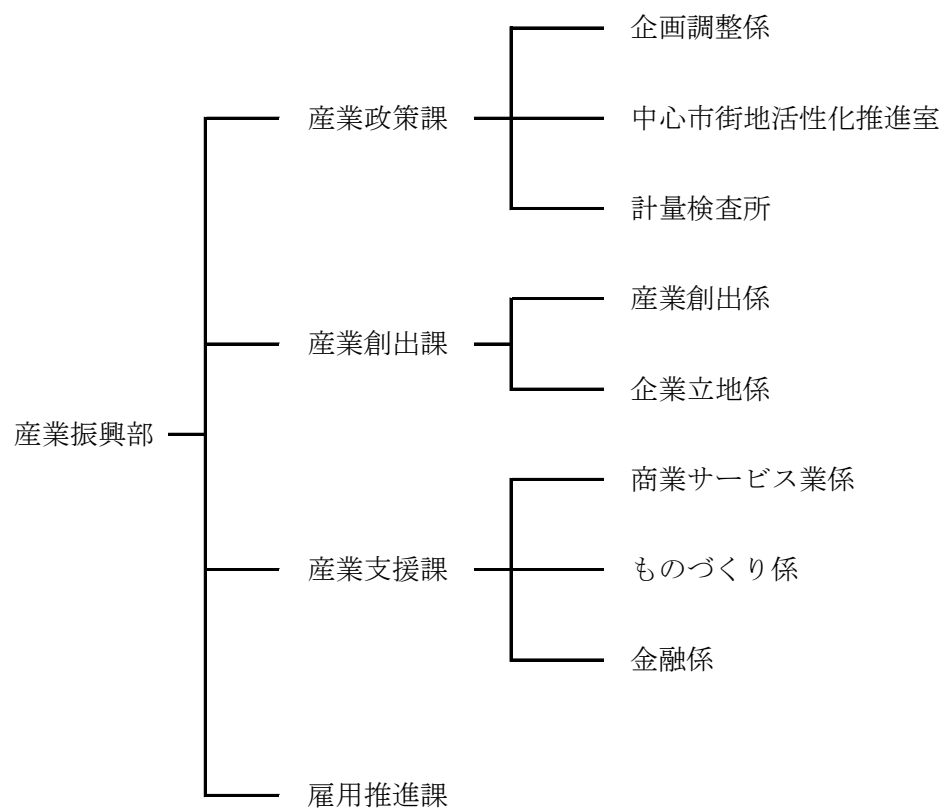 産業振興部
産業政策課
企画調整係
中心市街地活性化推進室
計量検査所
産業創出課
産業創出係
企業立地係
産業支援課
商業サービス業係
ものづくり係
金融係
雇用推進課